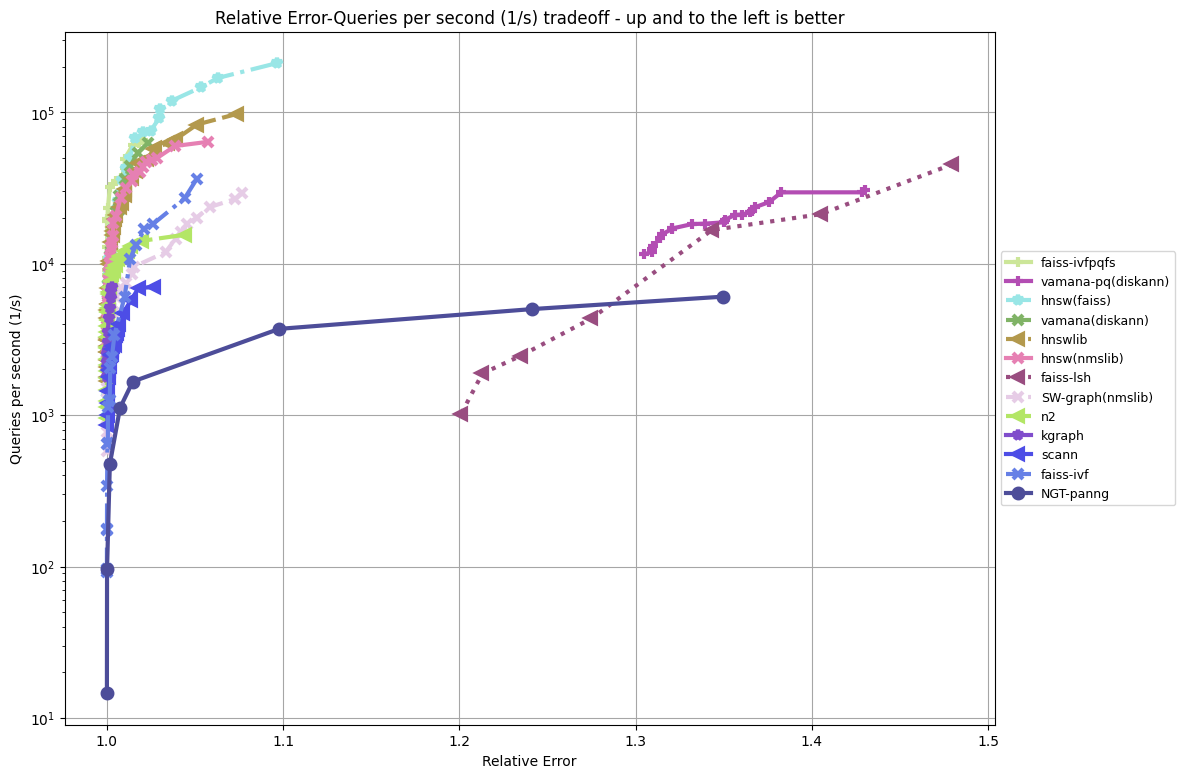 Relative Error-Queries per second (1/s) tradeoff - up and to the left is better
Queries per second (1/s)
10^5
10^4
10^3
10^2
10^1
1.0 1.1 1.2 1.3 1.4 1.5
Relative Error
faiss-ivfpqfs
vamana-pq(diskann)
hnsw(faiss)
vamana(diskann)
hnswlib
hnsw(nmslib)
faiss-lsh
SW-graph(nmslib)
n2
kgraph
scann
faiss-ivf
NGT-panng